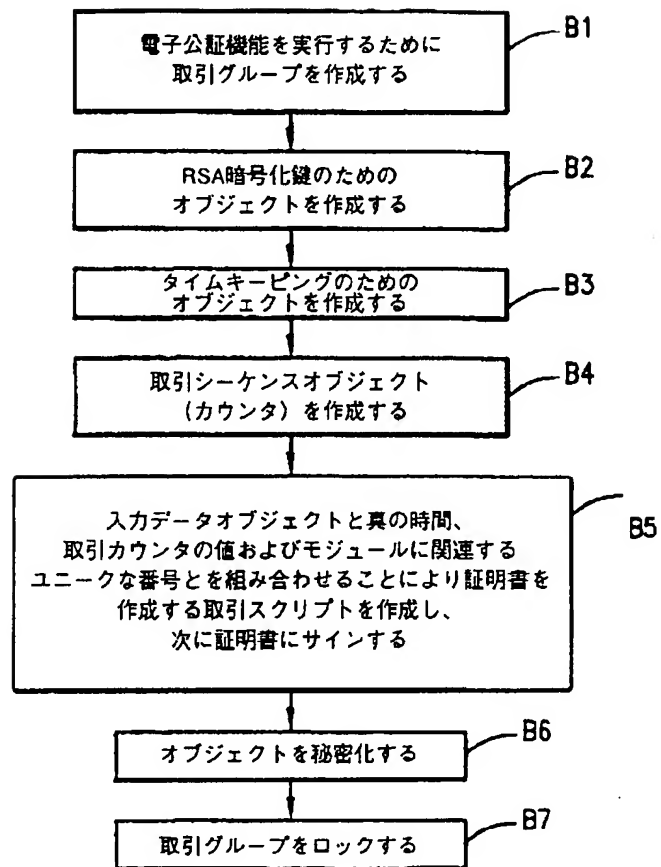 電子公証機能を実行するために
取引グループを作成する
B1
RSA暗号化鍵のための
オブジェクトを作成する
B2
タイムキーピングのための
オブジェクトを作成する
B3
取引シーケンスオブジェクト
(カウンタ)を作成する
B4
入力データオブジェクトと真の時間、
取引カウンタの値およびモジュールに関連する
ユニークな番号とを組み合わせることにより証明書を
作成する取引スクリプトを作成し、
次に証明書にサインする
B5
オブジェクトを秘密化する
B6
取引グループをロックする
B7